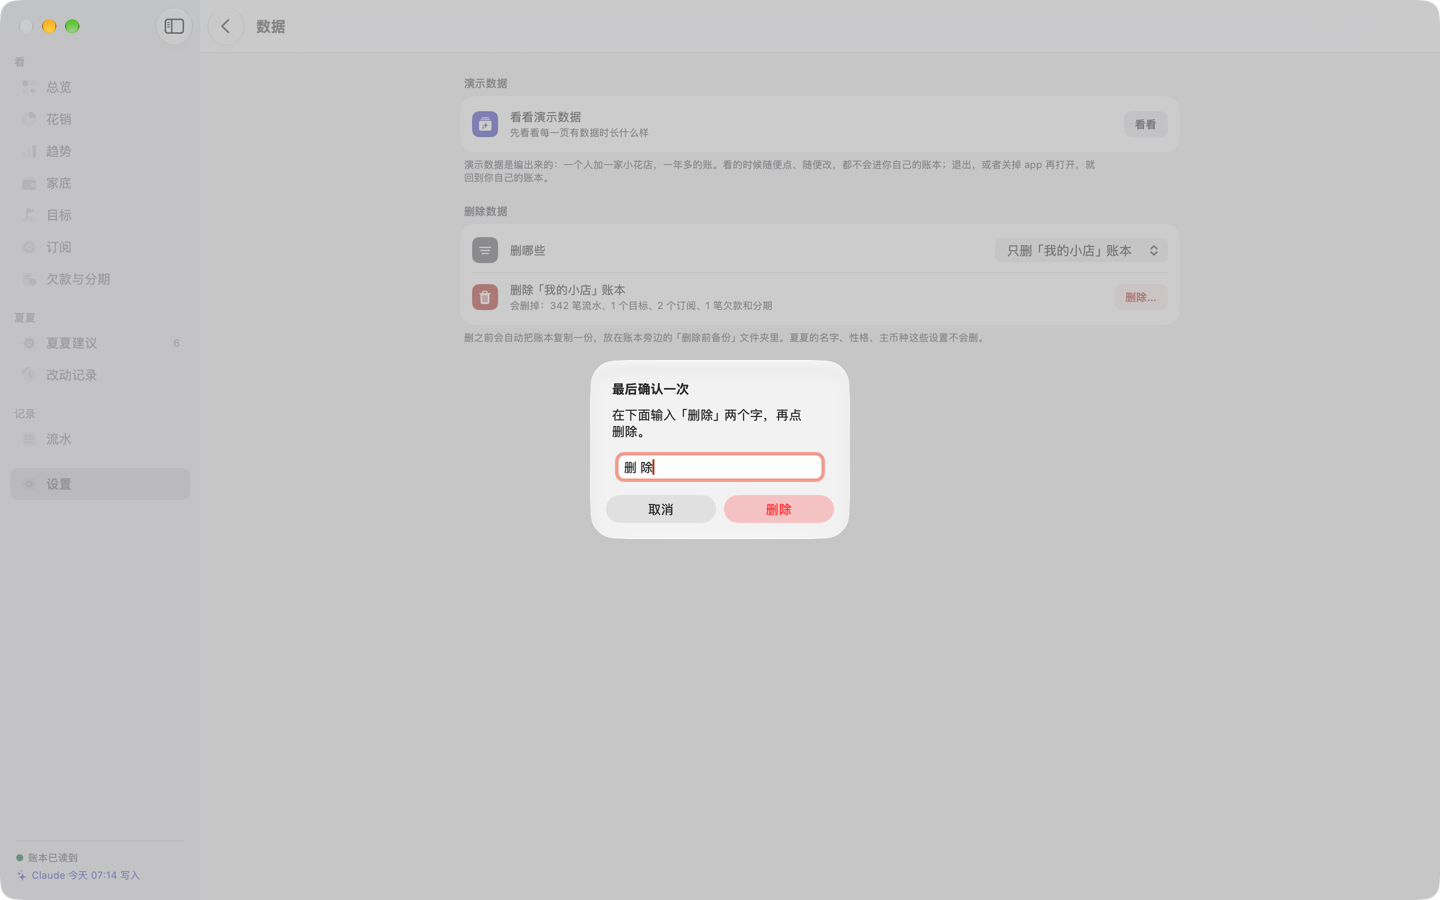 数据
看
总览
花销
趋势
家底
目标
订阅
欠款与分期
夏夏
夏夏建议 6
改动记录
记录
流水
设置
账本已读到
Claude 今天 07:14 写入
演示数据
看看演示数据
先看看每一页有数据时长什么样
看看
演示数据是编出来的：一个人加一家小花店，一年多的账。看的时候随便点、随便改，都不会进你自己的账本；退出，或者关掉 app 再打开，就
回到你自己的账本。
删除数据
删哪些
只删「我的小店」账本
删除「我的小店」账本
会删掉：342 笔流水、1 个目标、2 个订阅、1 笔欠款和分期
删除…
删之前会自动把账本复制一份，放在账本旁边的「删除前备份」文件夹里。夏夏的名字、性格、主币种这些设置不会删。
最后确认一次
在下面输入「删除」两个字，再点
删除。
删 除
取消
删除